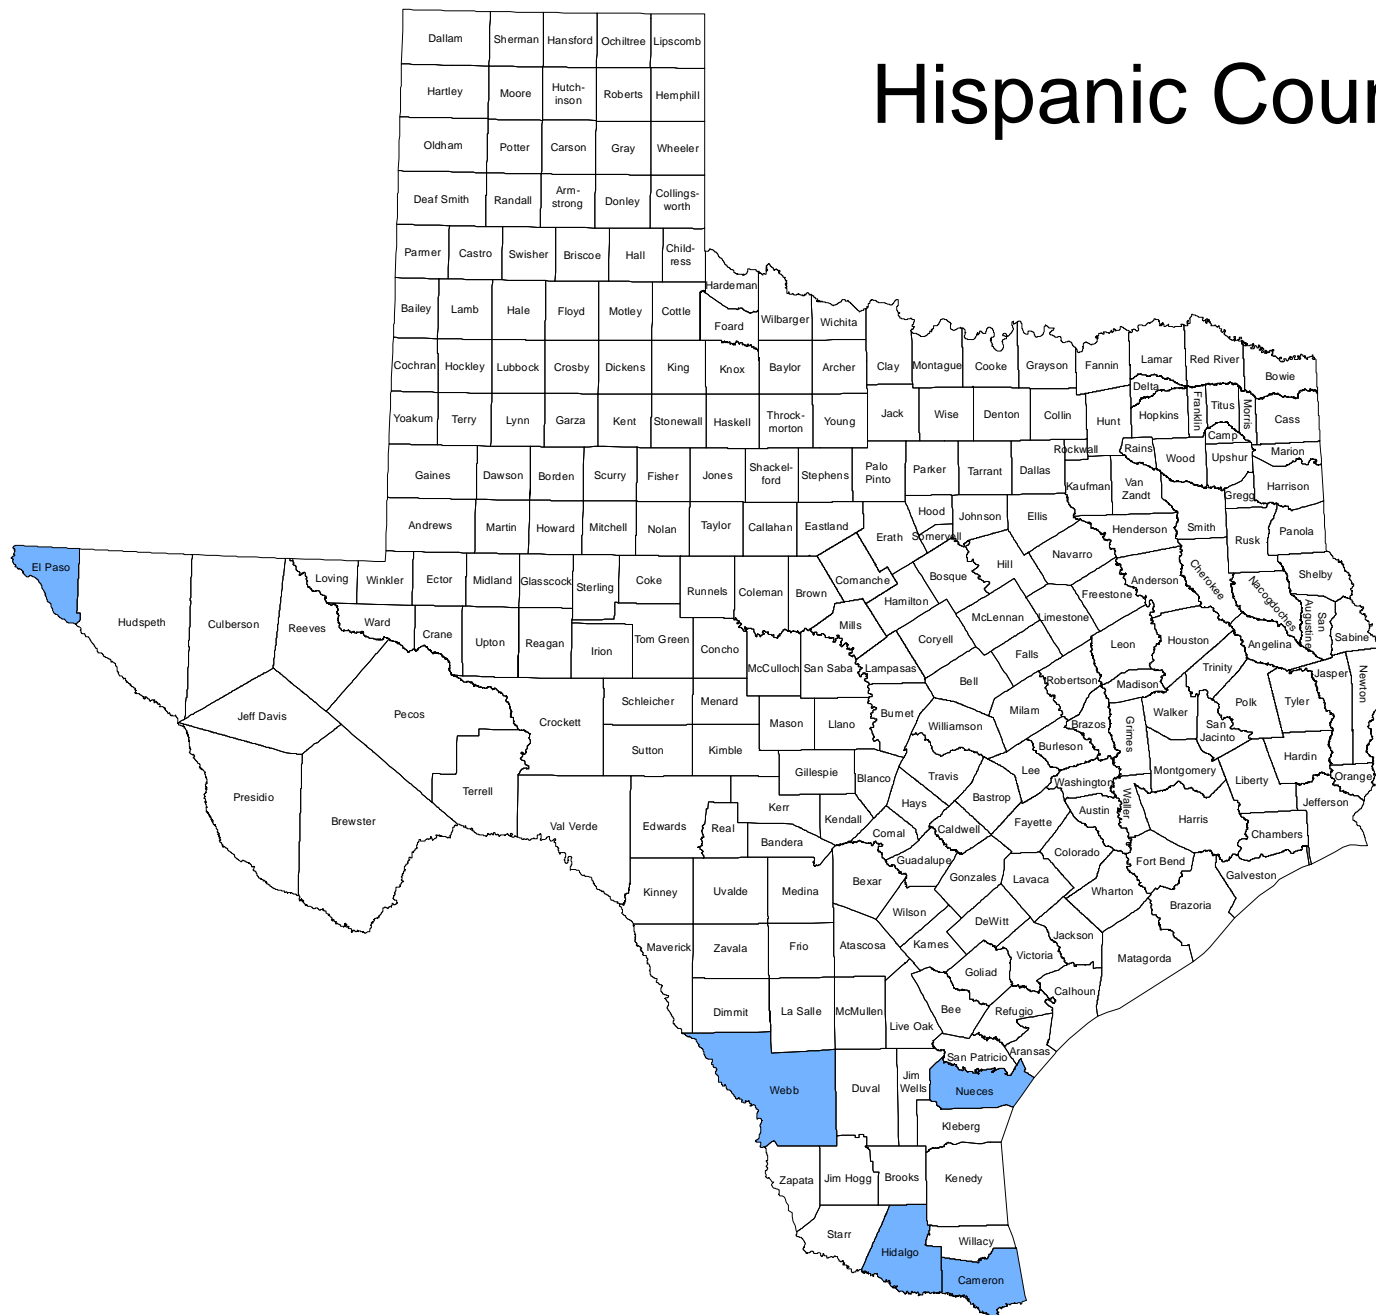 Hispanic Coun
Dallam Sherman Hansford Ochiltree Lipscomb
Hartley Moore Hutch-
inson Roberts Hemphill
Oldham Potter Carson Gray Wheeler
Deaf Smith Randall Arm-
strong Donley Collings-
worth
Parmer Castro Swisher Briscoe Hall Child-
ress
Hardeman
Bailey Lamb Hale Floyd Motley Cottle Foard Wilbarger Wichita
Cochran Hockley Lubbock Crosby Dickens King Knox Baylor Archer Clay Montague Cooke Grayson Fannin Lamar Red River Bowie
Delta
Yoakum Terry Lynn Garza Kent Stonewall Haskell Throck-
morton Young Jack Wise Denton Collin Hunt Hopkins Franklin Titus Morris Cass
Camp
Gaines Dawson Borden Scurry Fisher Jones Shackel-
ford Stephens Palo
Pinto Parker Tarrant Dallas Rockwall Rains Wood Upshur Marion
Kaufman Van
Zandt Gregg Harrison
Andrews Martin Howard Mitchell Nolan Taylor Callahan Eastland Erath Hood Somervell Johnson Ellis Henderson Smith Rusk Panola
El Paso Hudspeth Culberson Reeves Loving Winkler Ector Midland Glasscock Sterling Coke Runnels Coleman Brown Comanche Hamilton Bosque Hill Navarro Freestone Anderson Cherokee Nacogdoches Shelby
San
Augustine Sabine
Ward Crane Upton Reagan Irion Tom Green Concho McCulloch San Saba Mills Lampasas Coryell McLennan Limestone Falls Leon Houston Angelina
Trinity Jasper Newton
Jeff Davis Pecos Crockett Schleicher Menard Mason Llano Burnet Bell Williamson Milam Robertson Brazos Madison Grimes Walker San
Jacinto Polk Tyler
Sutton Kimble Gillespie Blanco Travis Lee Burleson Washington Montgomery Liberty Hardin Orange
Presidio Brewster Terrell Val Verde Edwards Real Kerr Kendall Bandera Hays Comal Caldwell Bastrop Fayette Austin Waller Harris Chambers Jefferson
Guadalupe Colorado Fort Bend Galveston
Kinney Uvalde Medina Bexar Wilson Gonzales Lavaca Wharton Brazoria
Maverick Zavala Frio Atascosa Karnes DeWitt Jackson Victoria Matagorda
Goliad Calhoun
Dimmit La Salle McMullen Live Oak Bee Refugio
San Patricio Aransas
Webb Duval Jim
Wells Nueces
Kleberg
Zapata Jim Hogg Brooks Kenedy
Starr Hidalgo Willacy
Cameron